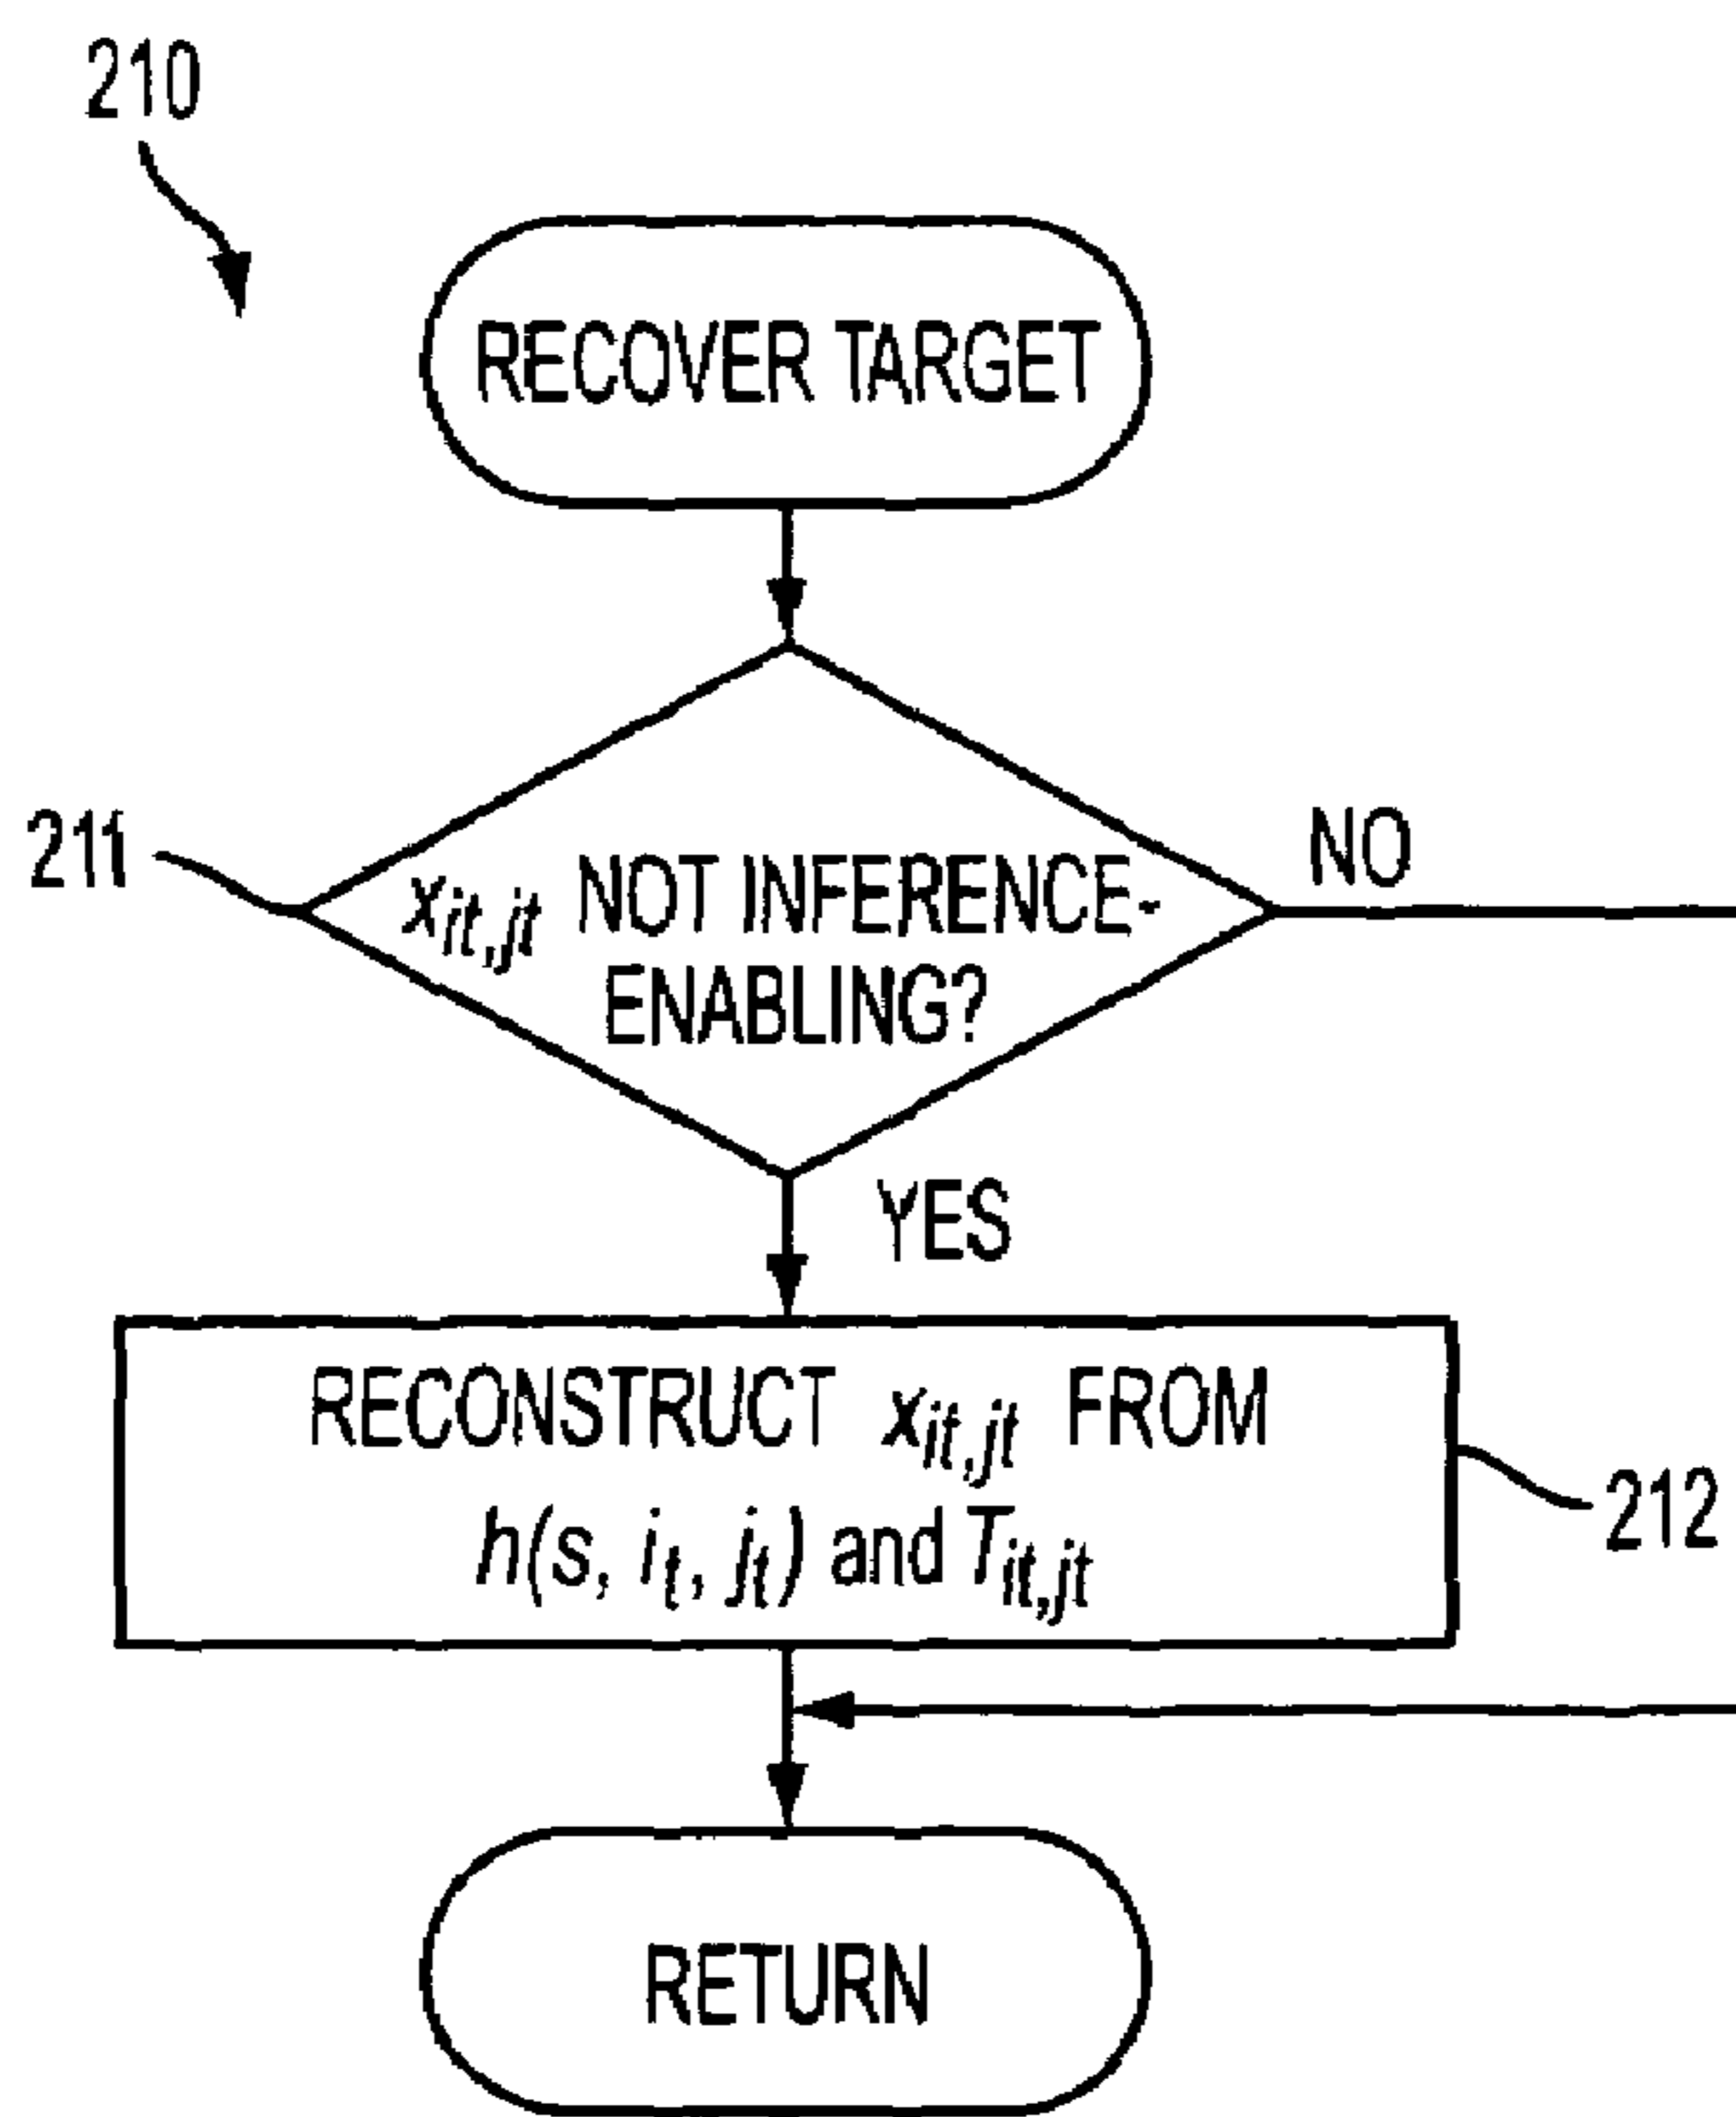 210
RECOVER TARGET
211
x_{it,jt} NOT INFERENCE-
ENABLING?
NO
YES
RECONSTRUCT x_{it,jt} FROM
h(s, i_t, j_t) and T_{it,jt}
212
RETURN